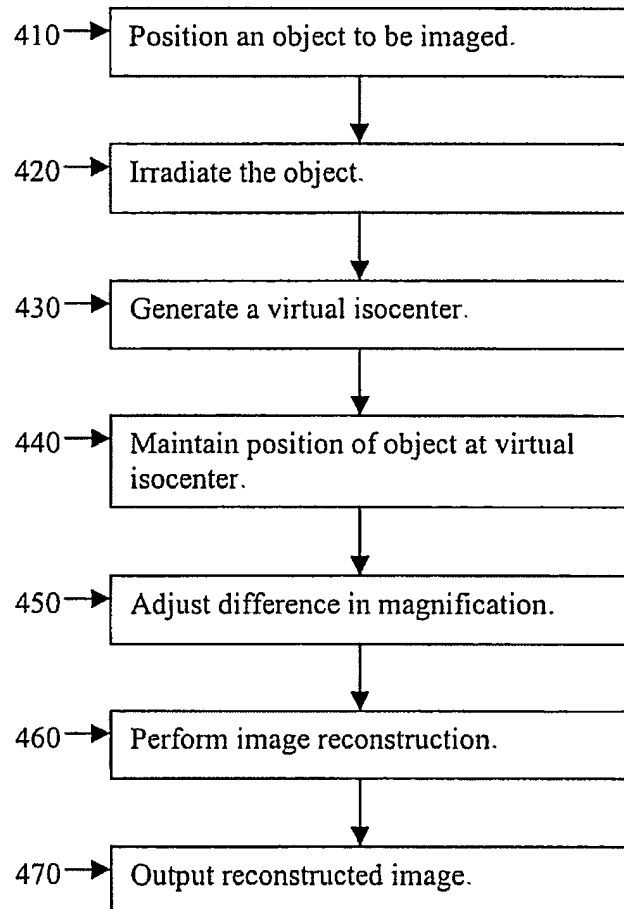 410 Position an object to be imaged.
420 Irradiate the object.
430 Generate a virtual isocenter.
440 Maintain position of object at virtual
isocenter.
450 Adjust difference in magnification.
460 Perform image reconstruction.
470 Output reconstructed image.